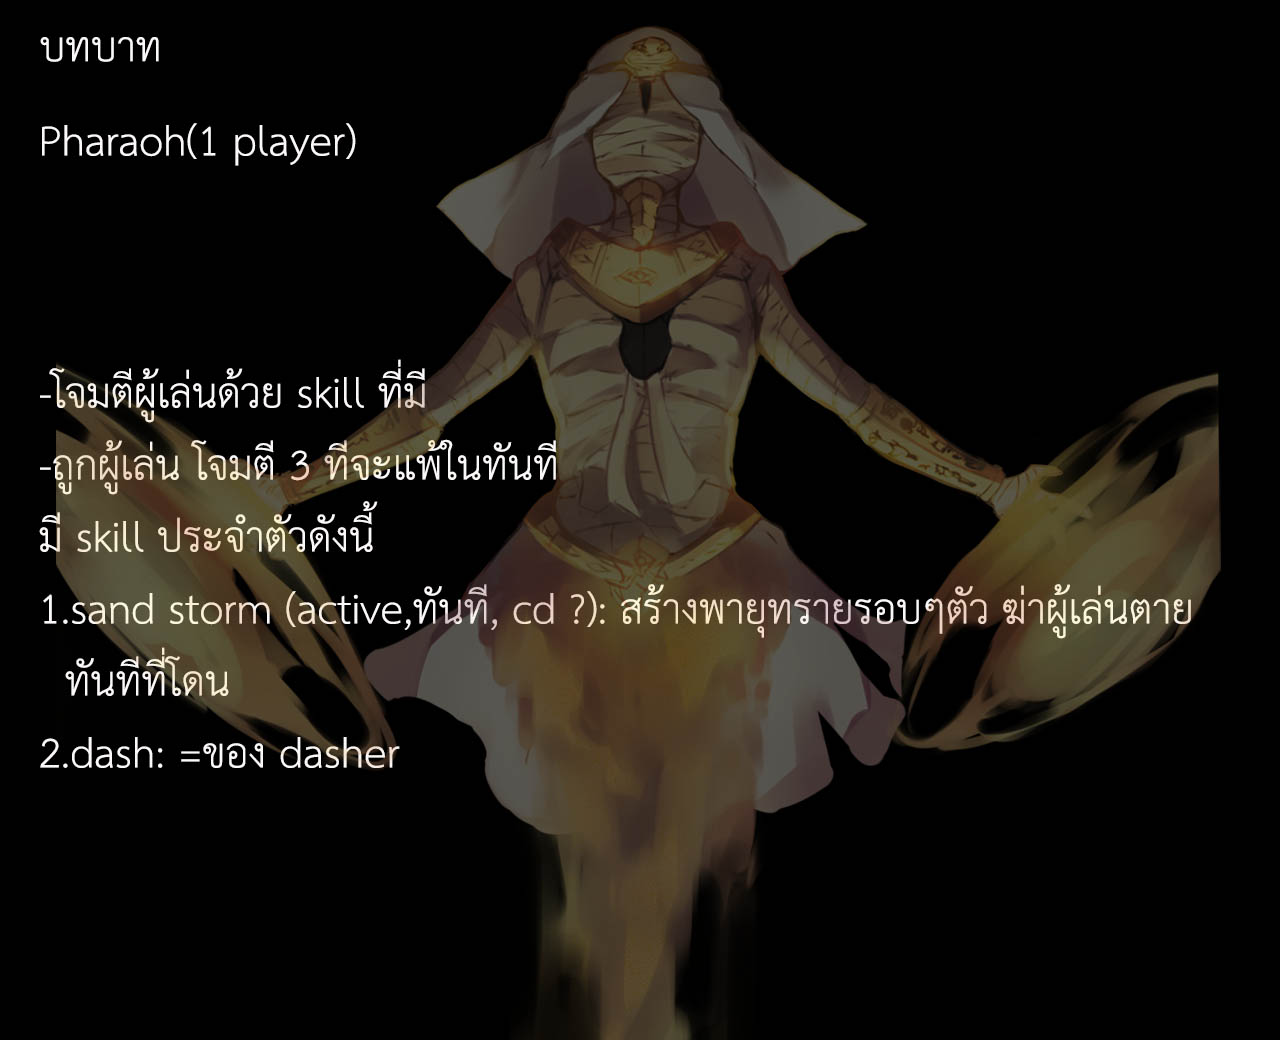 บทบาท
Pharaoh(1 player)
-โจมตีผู้เล่นด้วย skill ที่มี
-ถูกผู้เล่น โจมตี 3 ทีจะแพ้ในทันที
มี skill ประจำตัวดังนี้
1.sand storm (active,ทันที, cd ?): สร้างพายุทรายรอบๆตัว ฆ่าผู้เล่นตาย
ทันทีที่โดน
2.dash: =ของ dasher